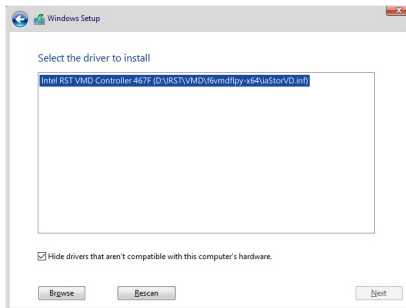 Windows Setup
Select the driver to install
Intel RST VMD Controller 467F (D:\IRST\VMD\f6vmdflpy-x64\iaStorVD.inf)
Hide drivers that aren't compatible with this computer's hardware.
Browse
Rescan
Next